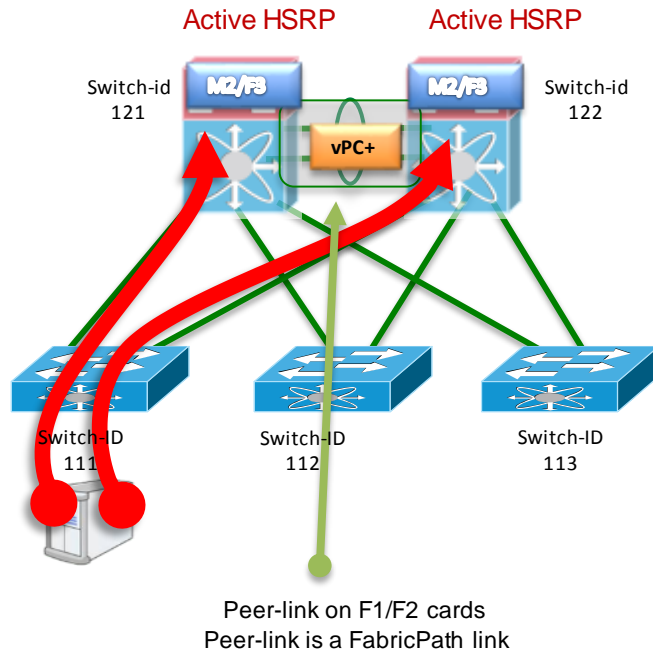 Active HSRP
Active HSRP
Switch-id
121
M2/F3
M2/F3
Switch-id
122
vPC+
Switch-ID
111
Switch-ID
112
Switch-ID
113
Peer-link on F1/F2 cards
Peer-link is a FabricPath link